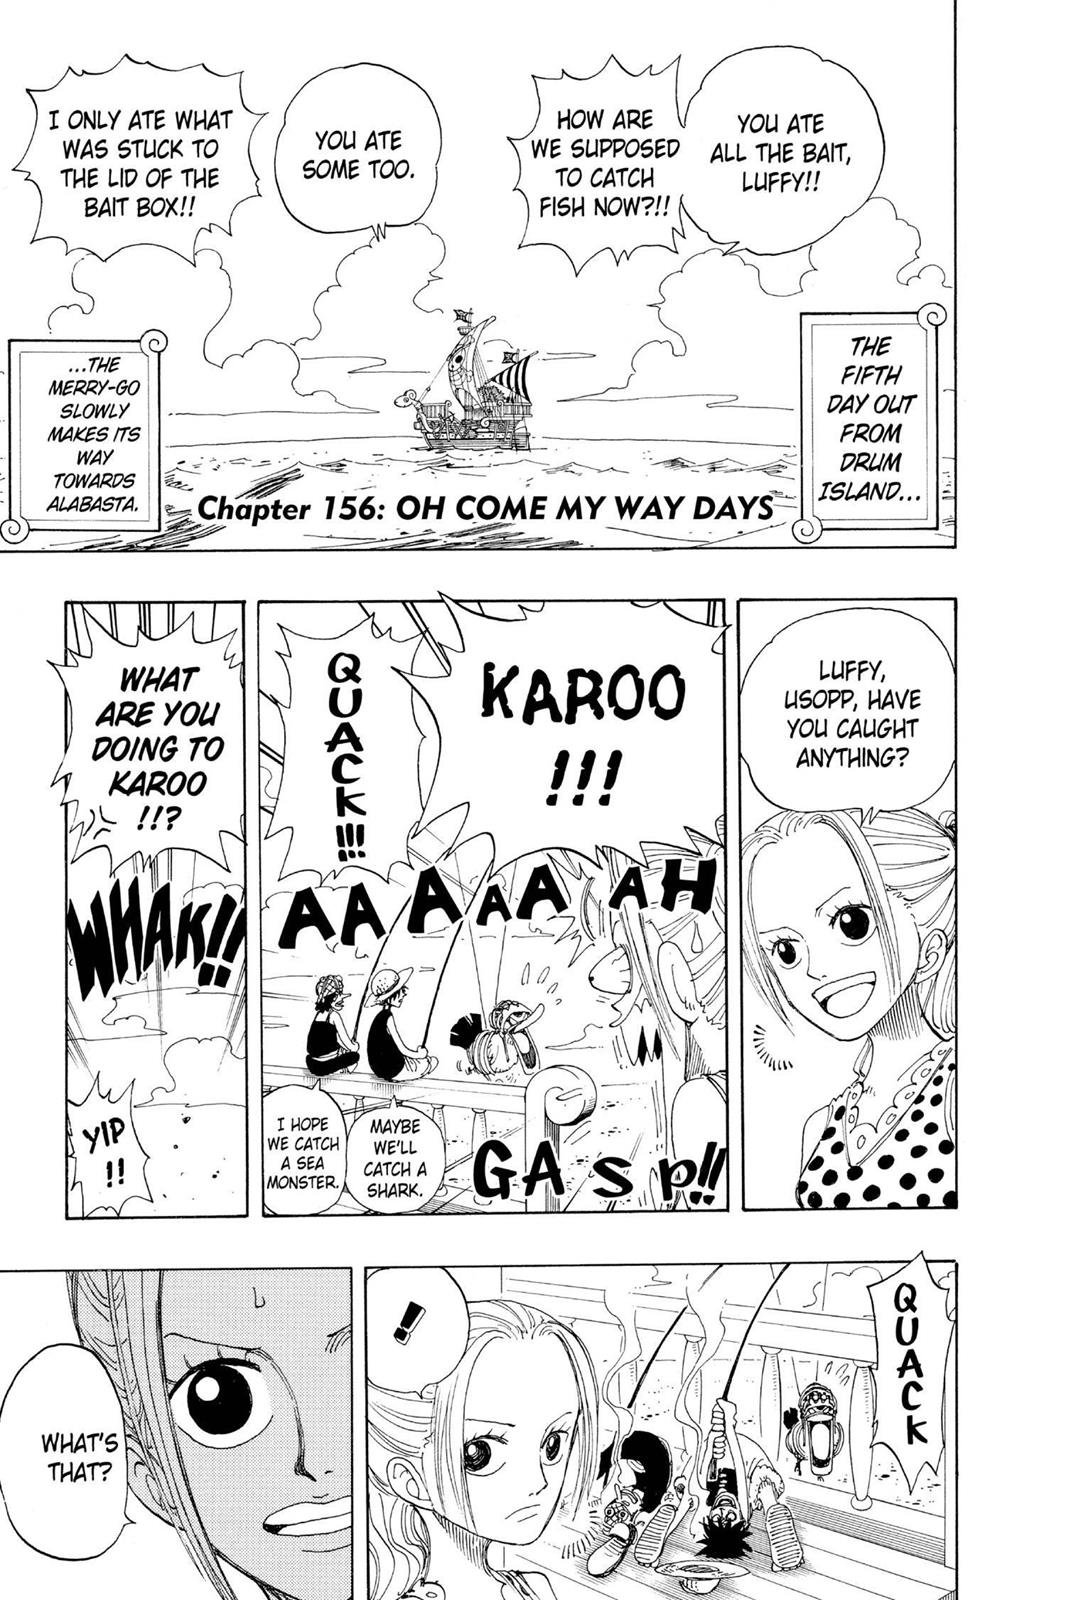 YOU ATE
ALL THE BAIT,
LUFFY!!
HOW ARE
WE SUPPOSED
TO CATCH
FISH NOW?!!
YOU ATE
SOME TOO.
I ONLY ATE WHAT
WAS STUCK TO
THE LID OF THE
BAIT BOX!!
THE
FIFTH
DAY OUT
FROM
DRUM
ISLAND...
...THE
MERRY-GO
SLOWLY
MAKES ITS
WAY
TOWARDS
ALABASTA.
Chapter 156: OH COME MY WAY DAYS
LUFFY,
USOPP, HAVE
YOU CAUGHT
ANYTHING?
KAROO
!!!
QUACK!!!
AAAAA AH
MAYBE
WE'LL
CATCH A
SHARK.
I HOPE
WE CATCH
A SEA
MONSTER.
GASP!!
WHAT
ARE YOU
DOING TO
KAROO
!!?
WHAK!!
YIP
!!
QUACK
!
WHAT'S
THAT?